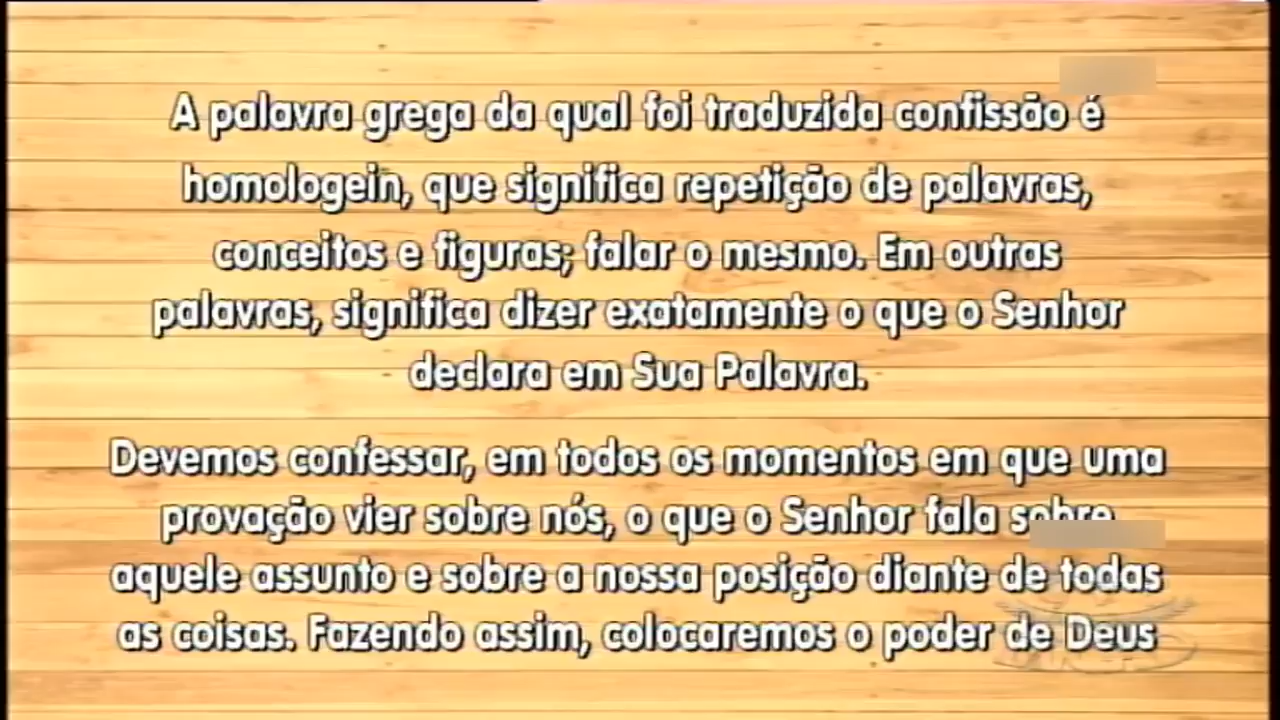 A palavra grega da qual foi traduzida confissão é
homologein, que significa repetição de palavras,
conceitos e figuras; falar o mesmo. Em outras
palavras, significa dizer exatamente o que o Senhor
declara em Sua Palavra.
Devemos confessar, em todos os momentos em que uma
provação vier sobre nós, o que o Senhor fala sobre
aquele assunto e sobre a nossa posição diante de todas
as coisas. Fazendo assim, colocaremos o poder de Deus